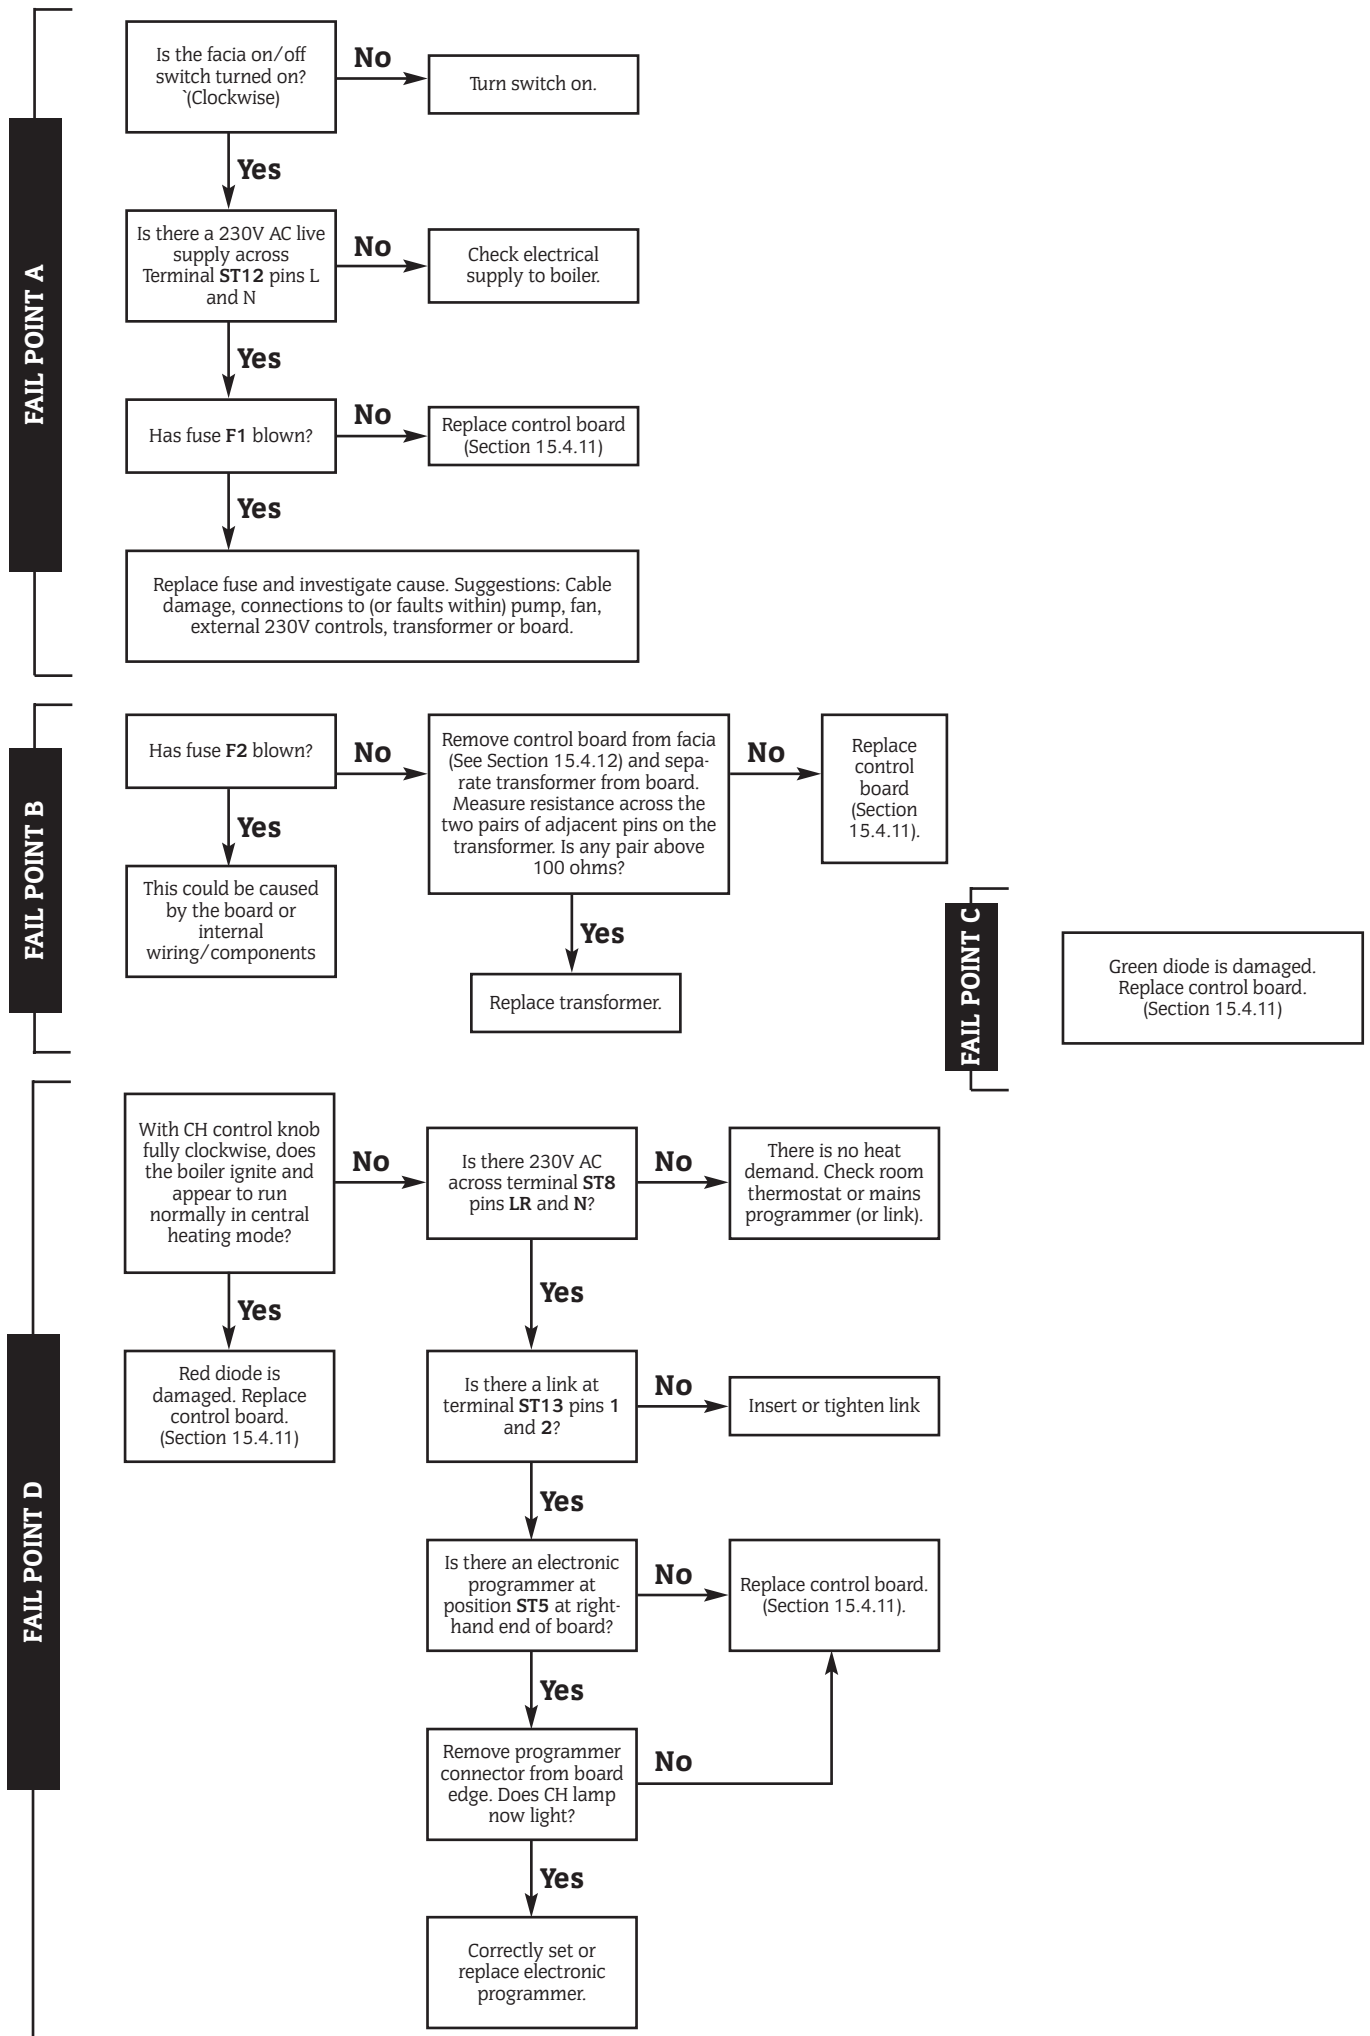 FAIL POINT A
Is the facia on/off
switch turned on?
`(Clockwise)
No
Turn switch on.
Yes
Is there a 230V AC live
supply across
Terminal ST12 pins L
and N
No
Check electrical
supply to boiler.
Yes
Has fuse F1 blown?
No
Replace control board
(Section 15.4.11)
Yes
Replace fuse and investigate cause. Suggestions: Cable
damage, connections to (or faults within) pump, fan,
external 230V controls, transformer or board.
FAIL POINT B
Has fuse F2 blown?
No
Remove control board from facia
(See Section 15.4.12) and sepa-
rate transformer from board.
Measure resistance across the
two pairs of adjacent pins on the
transformer. Is any pair above
100 ohms?
No
Replace
control
board
(Section
15.4.11).
Yes
This could be caused
by the board or
internal
wiring/components
Yes
Replace transformer.
FAIL POINT C
Green diode is damaged.
Replace control board.
(Section 15.4.11)
FAIL POINT D
With CH control knob
fully clockwise, does
the boiler ignite and
appear to run
normally in central
heating mode?
No
Is there 230V AC
across terminal ST8
pins LR and N?
No
There is no heat
demand. Check room
thermostat or mains
programmer (or link).
Yes
Red diode is
damaged. Replace
control board.
(Section 15.4.11)
Yes
Is there a link at
terminal ST13 pins 1
and 2?
No
Insert or tighten link
Yes
Is there an electronic
programmer at
position ST5 at right-
hand end of board?
No
Replace control board.
(Section 15.4.11).
Yes
Remove programmer
connector from board
edge. Does CH lamp
now light?
No
Yes
Correctly set or
replace electronic
programmer.